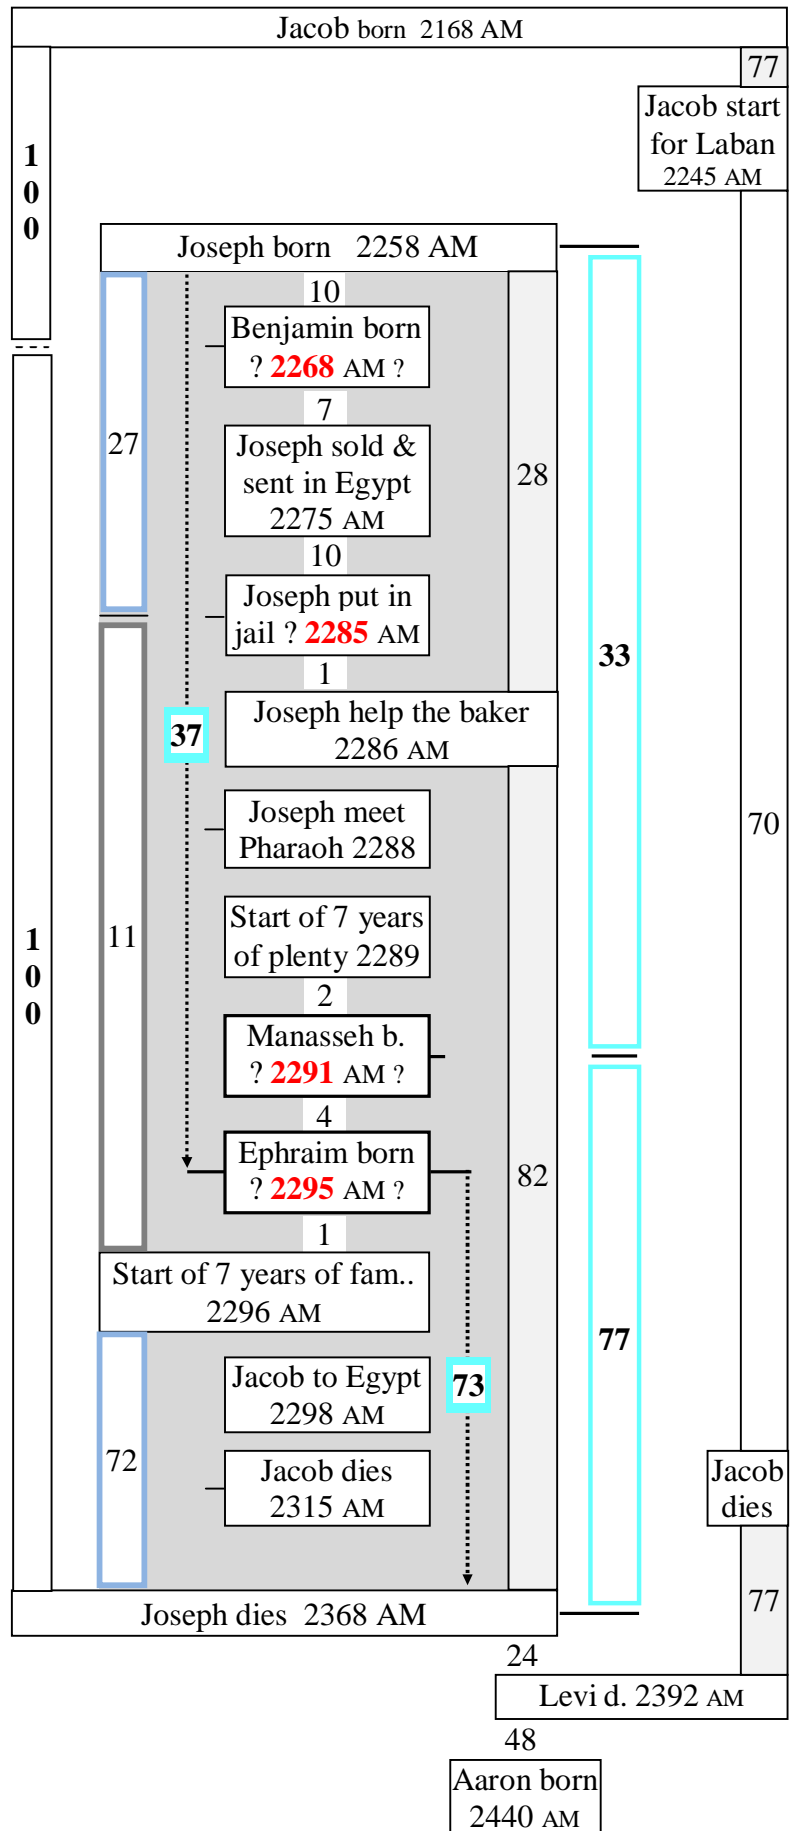 Jacob born 2168 AM
77
Jacob start
for Laban
2245 AM
1
0
0
Joseph born 2258 AM
10
Benjamin born
? 2268 AM ?
7
27
Joseph sold &
sent in Egypt
2275 AM
28
10
Joseph put in
jail ? 2285 AM
33
1
Joseph help the baker
2286 AM
37
Joseph meet
Pharaoh 2288
70
Start of 7 years
of plenty 2289
11
1
0
0
2
Manasseh b.
? 2291 AM ?
4
Ephraim born
? 2295 AM ?
82
1
Start of 7 years of fam..
2296 AM
77
Jacob to Egypt
2298 AM
73
72
Jacob dies
2315 AM
Jacob
dies
77
Joseph dies 2368 AM
24
Levi d. 2392 AM
48
Aaron born
2440 AM